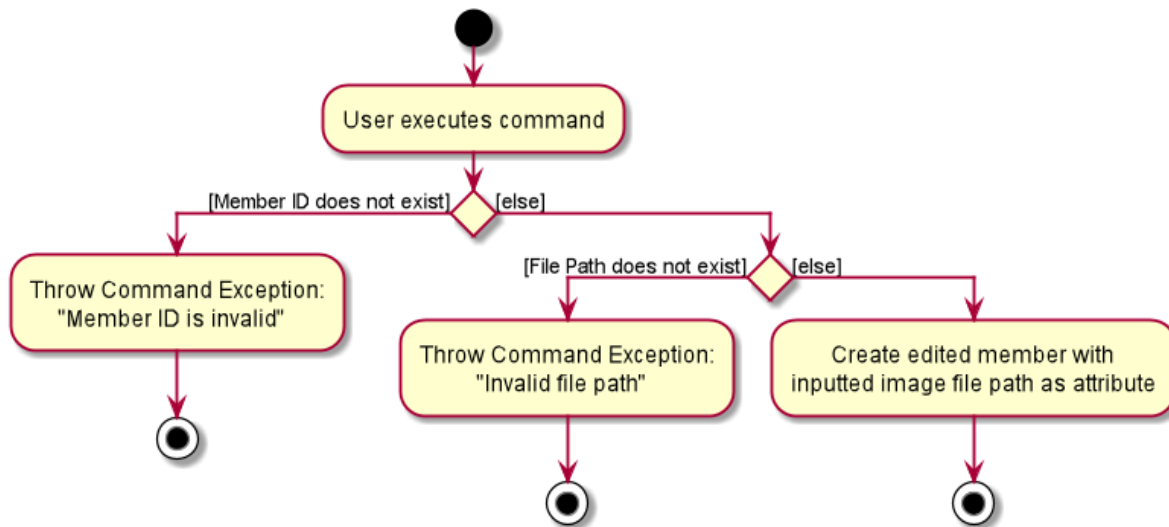 User executes command
[Member ID does not exist]
[else]
Throw Command Exception:
"Member ID is invalid"
[File Path does not exist]
[else]
Throw Command Exception:
"Invalid file path"
Create edited member with
inputted image file path as attribute